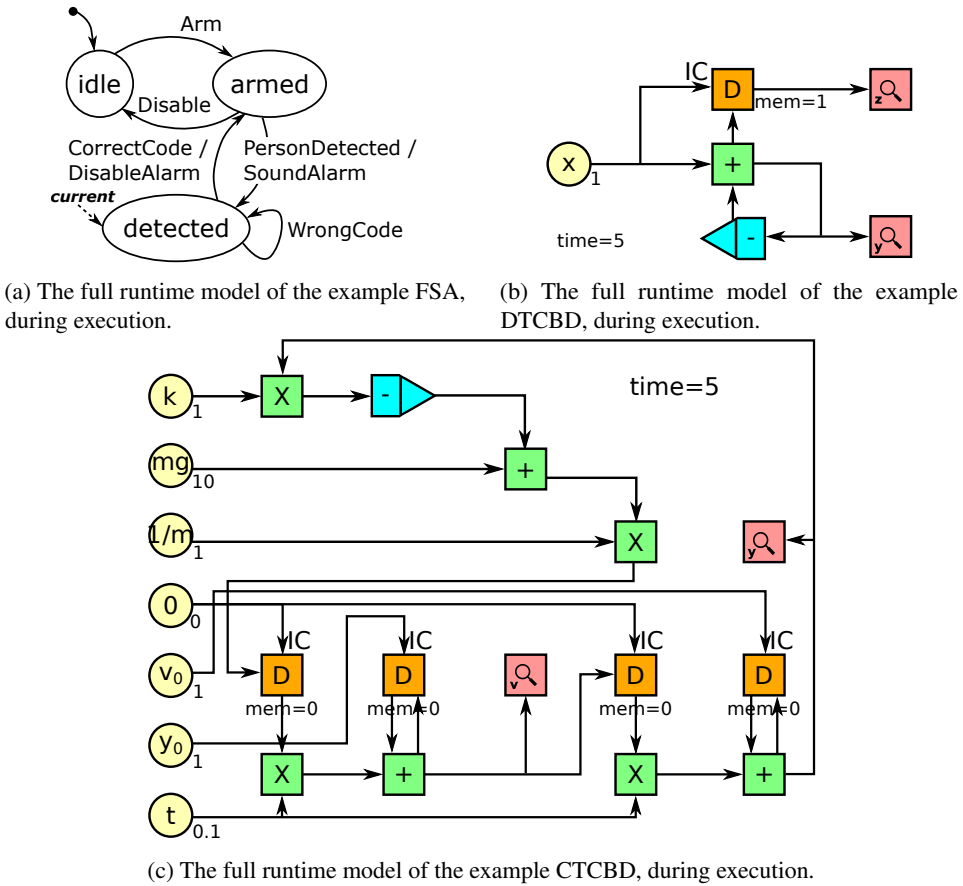 Arm
idle
armed
Disable
CorrectCode /
DisableAlarm
PersonDetected /
SoundAlarm
current
detected
WrongCode
(a) The full runtime model of the example FSA,
during execution.
IC
D
mem=1
z
x
1
+
time=5
-
y
(b) The full runtime model of the example
DTCBD, during execution.
k
1
X
-
time=5
mg
10
+
1/m
1
X
y
0
0
IC
IC
IC
IC
v0
1
D
D
v
D
D
mem=0
mem=0
mem=0
mem=0
y0
1
X
+
X
+
t
0.1
(c) The full runtime model of the example CTCBD, during execution.